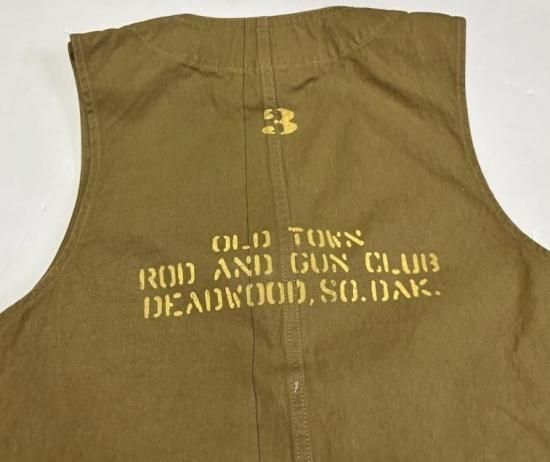 3
OLD TOWN
ROD AND GUN CLUB
DEADWOOD, SO. DAK.